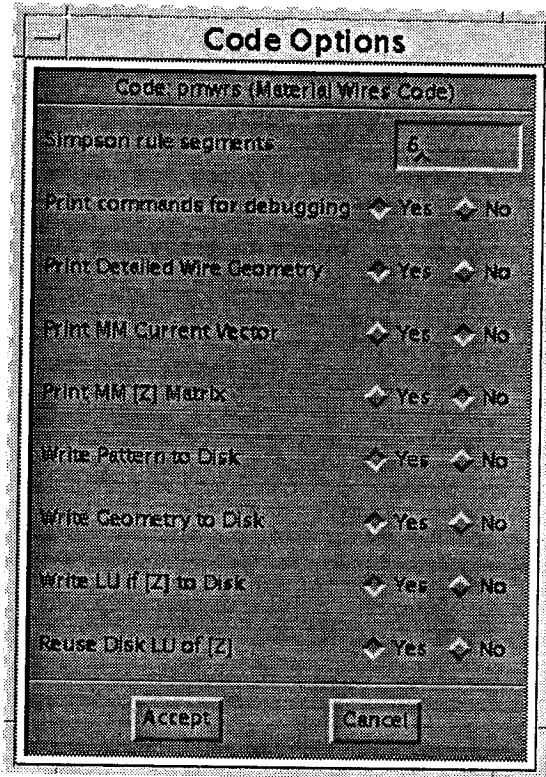 Code Options
Code: pmwrs (Material Wires Code)
Simpson rule segments 6
Print commands for debugging Yes No
Print Detailed Wire Geometry Yes No
Print MM Current Vector Yes No
Print MM [Z] Matrix Yes No
Write Pattern to Disk Yes No
Write Geometry to Disk Yes No
Write LU if [Z] to Disk Yes No
Reuse Disk LU of [Z] Yes No
Accept Cancel